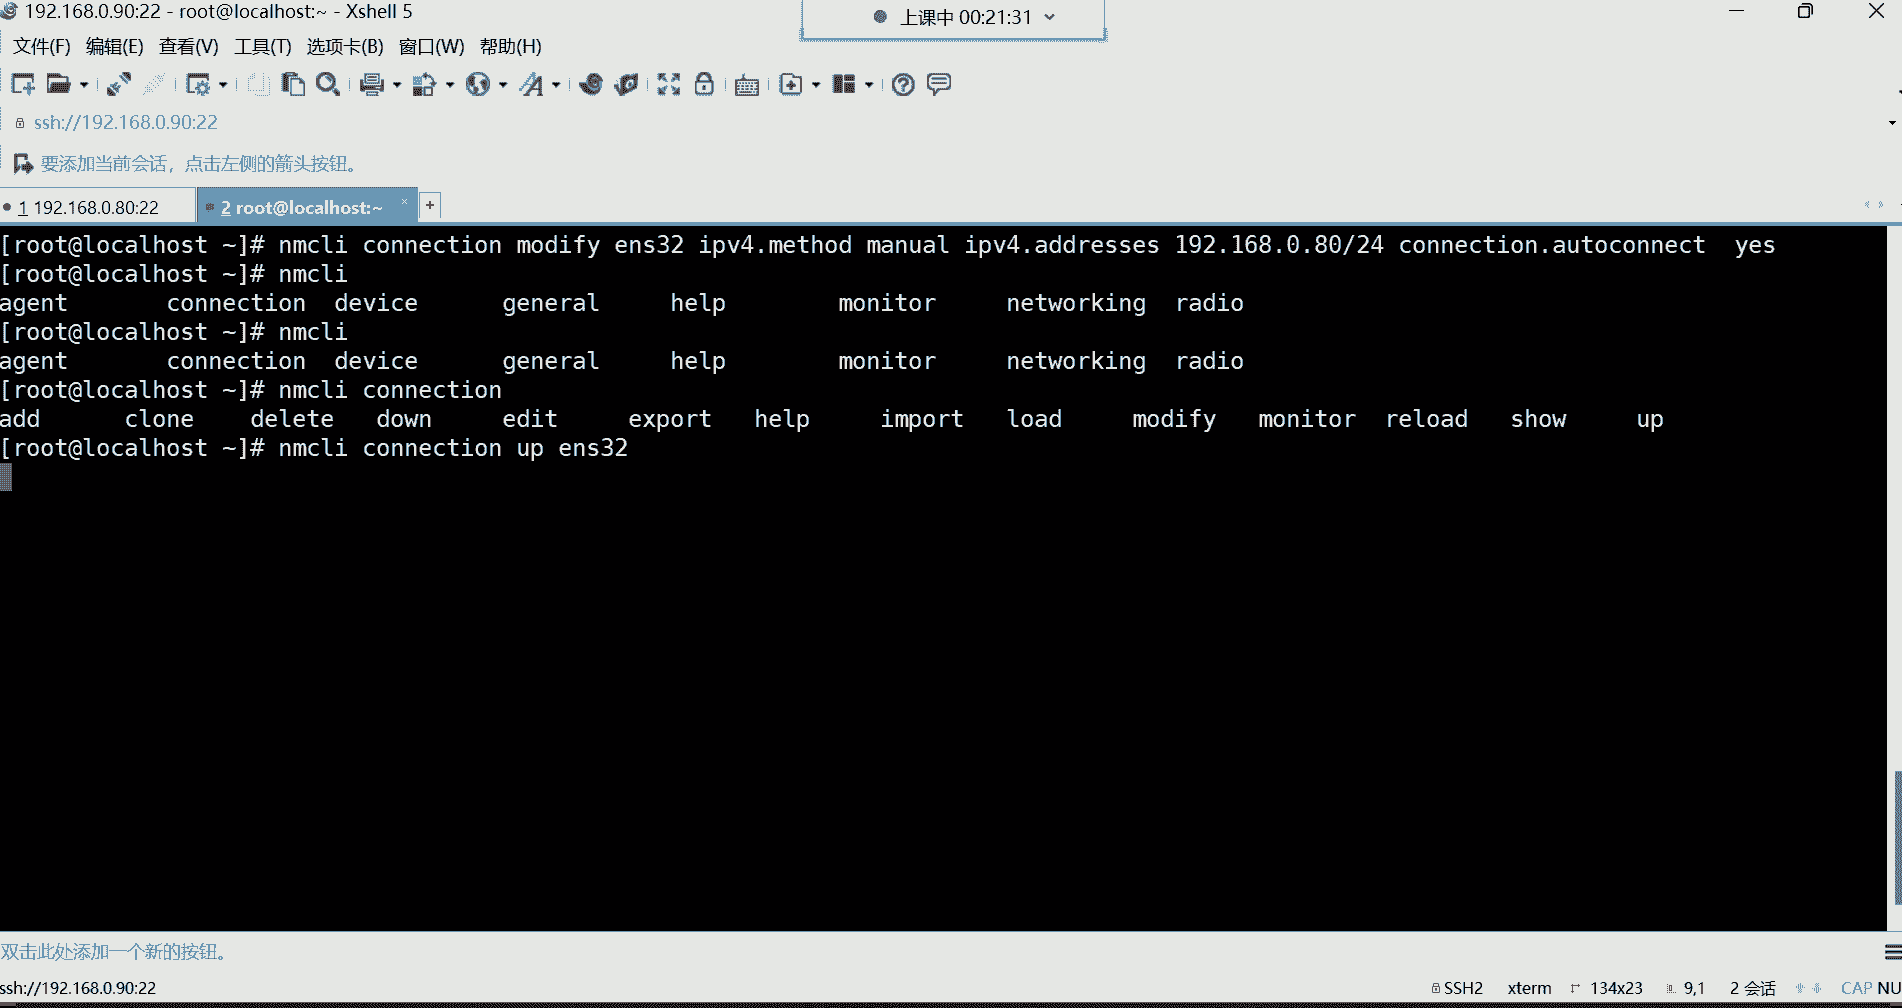 192.168.0.90:22 - root@localhost:~ - Xshell 5
上课中 00:21:31
文件(F) 编辑(E) 查看(V) 工具(T) 选项卡(B) 窗口(W) 帮助(H)
ssh://192.168.0.90:22
要添加当前会话，点击左侧的箭头按钮。
1 192.168.0.80:22
2 root@localhost:~ × +
[root@localhost ~]# nmcli connection modify ens32 ipv4.method manual ipv4.addresses 192.168.0.80/24 connection.autoconnect  yes
[root@localhost ~]# nmcli
agent       connection  device      general     help        monitor     networking  radio
[root@localhost ~]# nmcli
agent       connection  device      general     help        monitor     networking  radio
[root@localhost ~]# nmcli connection
add      clone    delete   down     edit     export   help     import   load     modify   monitor  reload   show     up
[root@localhost ~]# nmcli connection up ens32
双击此处添加一个新的按钮。
ssh://192.168.0.90:22
SSH2 xterm 134x23 9,1 2 会话 CAP NU